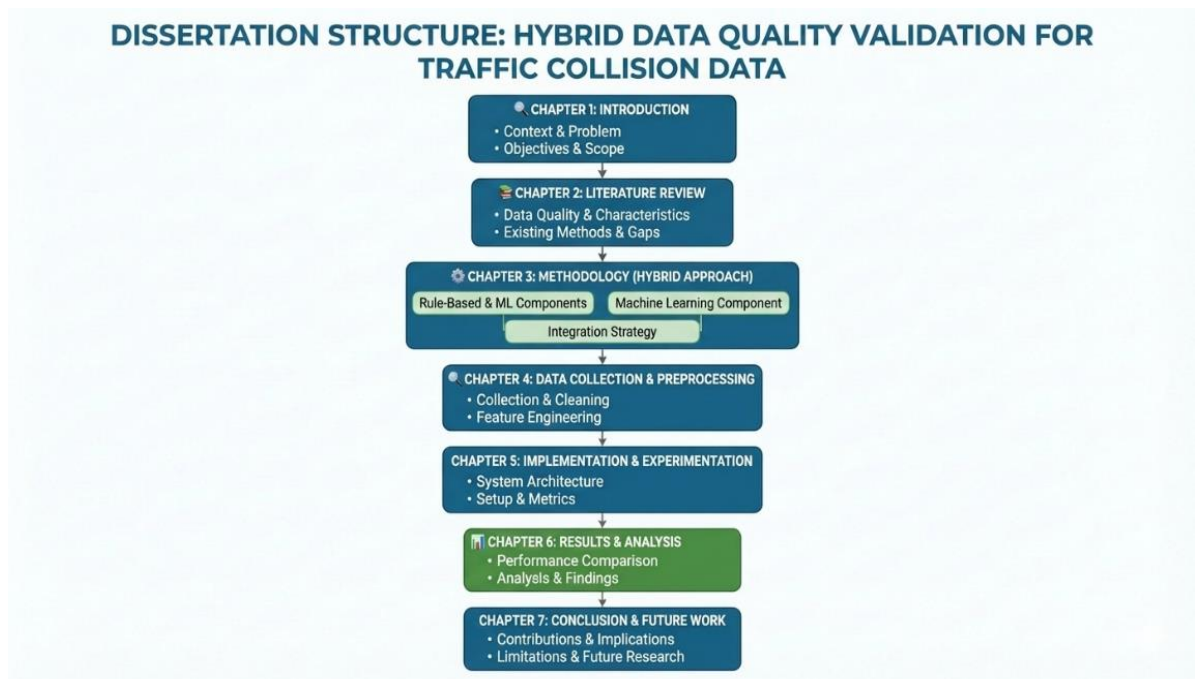 DISSERTATION STRUCTURE: HYBRID DATA QUALITY VALIDATION FOR
TRAFFIC COLLISION DATA
CHAPTER 1: INTRODUCTION
• Context & Problem
• Objectives & Scope
CHAPTER 2: LITERATURE REVIEW
• Data Quality & Characteristics
• Existing Methods & Gaps
CHAPTER 3: METHODOLOGY (HYBRID APPROACH)
Rule-Based & ML Components
Machine Learning Component
Integration Strategy
CHAPTER 4: DATA COLLECTION & PREPROCESSING
• Collection & Cleaning
• Feature Engineering
CHAPTER 5: IMPLEMENTATION & EXPERIMENTATION
• System Architecture
• Setup & Metrics
CHAPTER 6: RESULTS & ANALYSIS
• Performance Comparison
• Analysis & Findings
CHAPTER 7: CONCLUSION & FUTURE WORK
• Contributions & Implications
• Limitations & Future Research